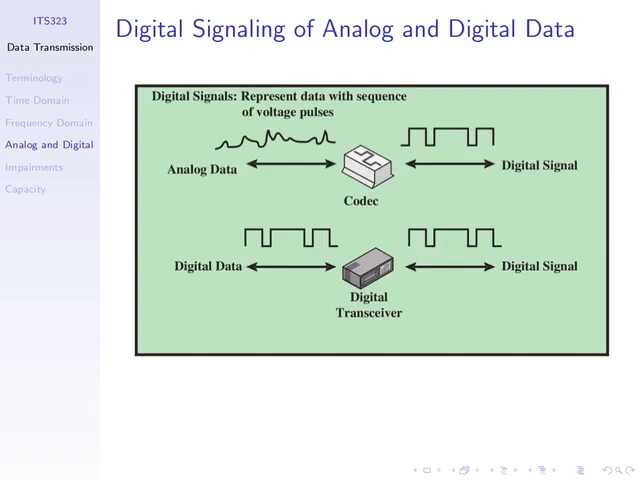 ITS323
Data Transmission
Terminology
Time Domain
Frequency Domain
Analog and Digital
Impairments
Capacity
Digital Signaling of Analog and Digital Data
Digital Signals: Represent data with sequence
of voltage pulses
Analog Data
Digital Signal
Codec
Digital Data
Digital Signal
Digital
Transceiver